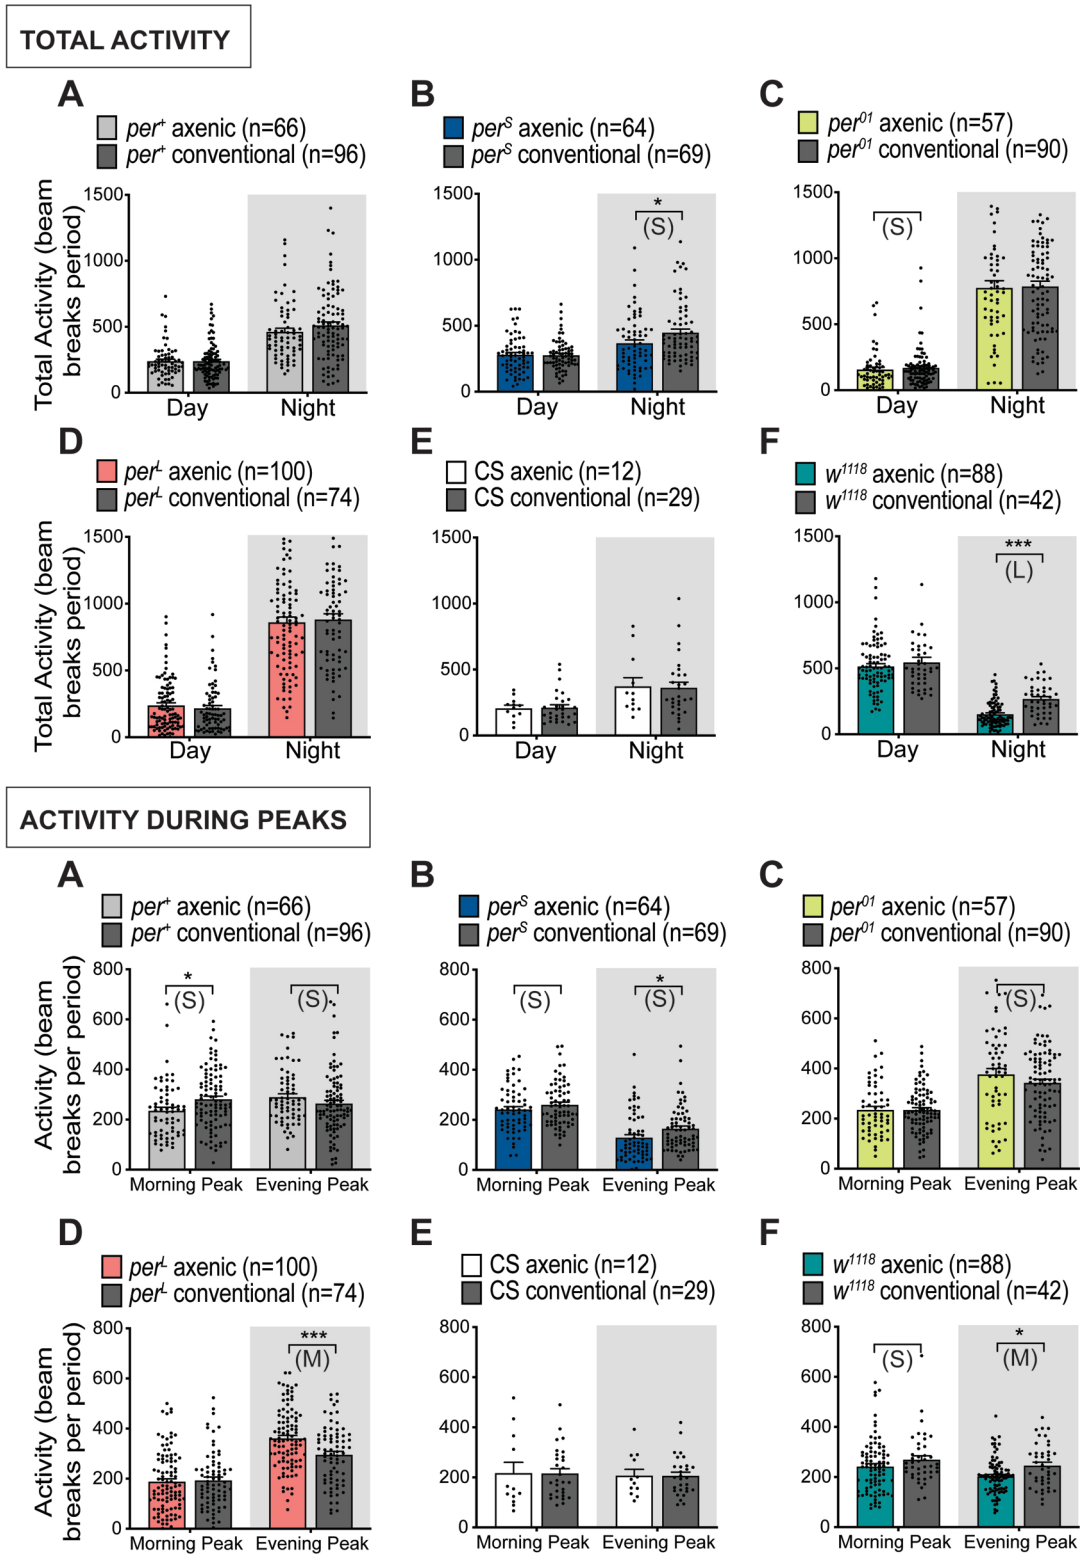 TOTAL ACTIVITY
A
per+ axenic (n=66)
per+ conventional (n=96)
Total Activity (beam
breaks period)
1500
1000
500
0
Day
Night
B
perS axenic (n=64)
perS conventional (n=69)
1500
1000
500
0
*
(S)
Day
Night
C
per01 axenic (n=57)
per01 conventional (n=90)
1500
1000
500
0
(S)
Day
Night
D
perL axenic (n=100)
perL conventional (n=74)
Total Activity (beam
breaks period)
1500
1000
500
0
Day
Night
E
CS axenic (n=12)
CS conventional (n=29)
1500
1000
500
0
Day
Night
F
w1118 axenic (n=88)
w1118 conventional (n=42)
1500
1000
500
0
***
(L)
Day
Night
ACTIVITY DURING PEAKS
A
per+ axenic (n=66)
per+ conventional (n=96)
Activity (beam
breaks per period)
800
600
400
200
0
*
(S)
(S)
Morning Peak
Evening Peak
B
perS axenic (n=64)
perS conventional (n=69)
800
600
400
200
0
(S)
*
(S)
Morning Peak
Evening Peak
C
per01 axenic (n=57)
per01 conventional (n=90)
800
600
400
200
0
(S)
Morning Peak
Evening Peak
D
perL axenic (n=100)
perL conventional (n=74)
Activity (beam
breaks per period)
800
600
400
200
0
***
(M)
Morning Peak
Evening Peak
E
CS axenic (n=12)
CS conventional (n=29)
800
600
400
200
0
Morning Peak
Evening Peak
F
w1118 axenic (n=88)
w1118 conventional (n=42)
800
600
400
200
0
(S)
*
(M)
Morning Peak
Evening Peak